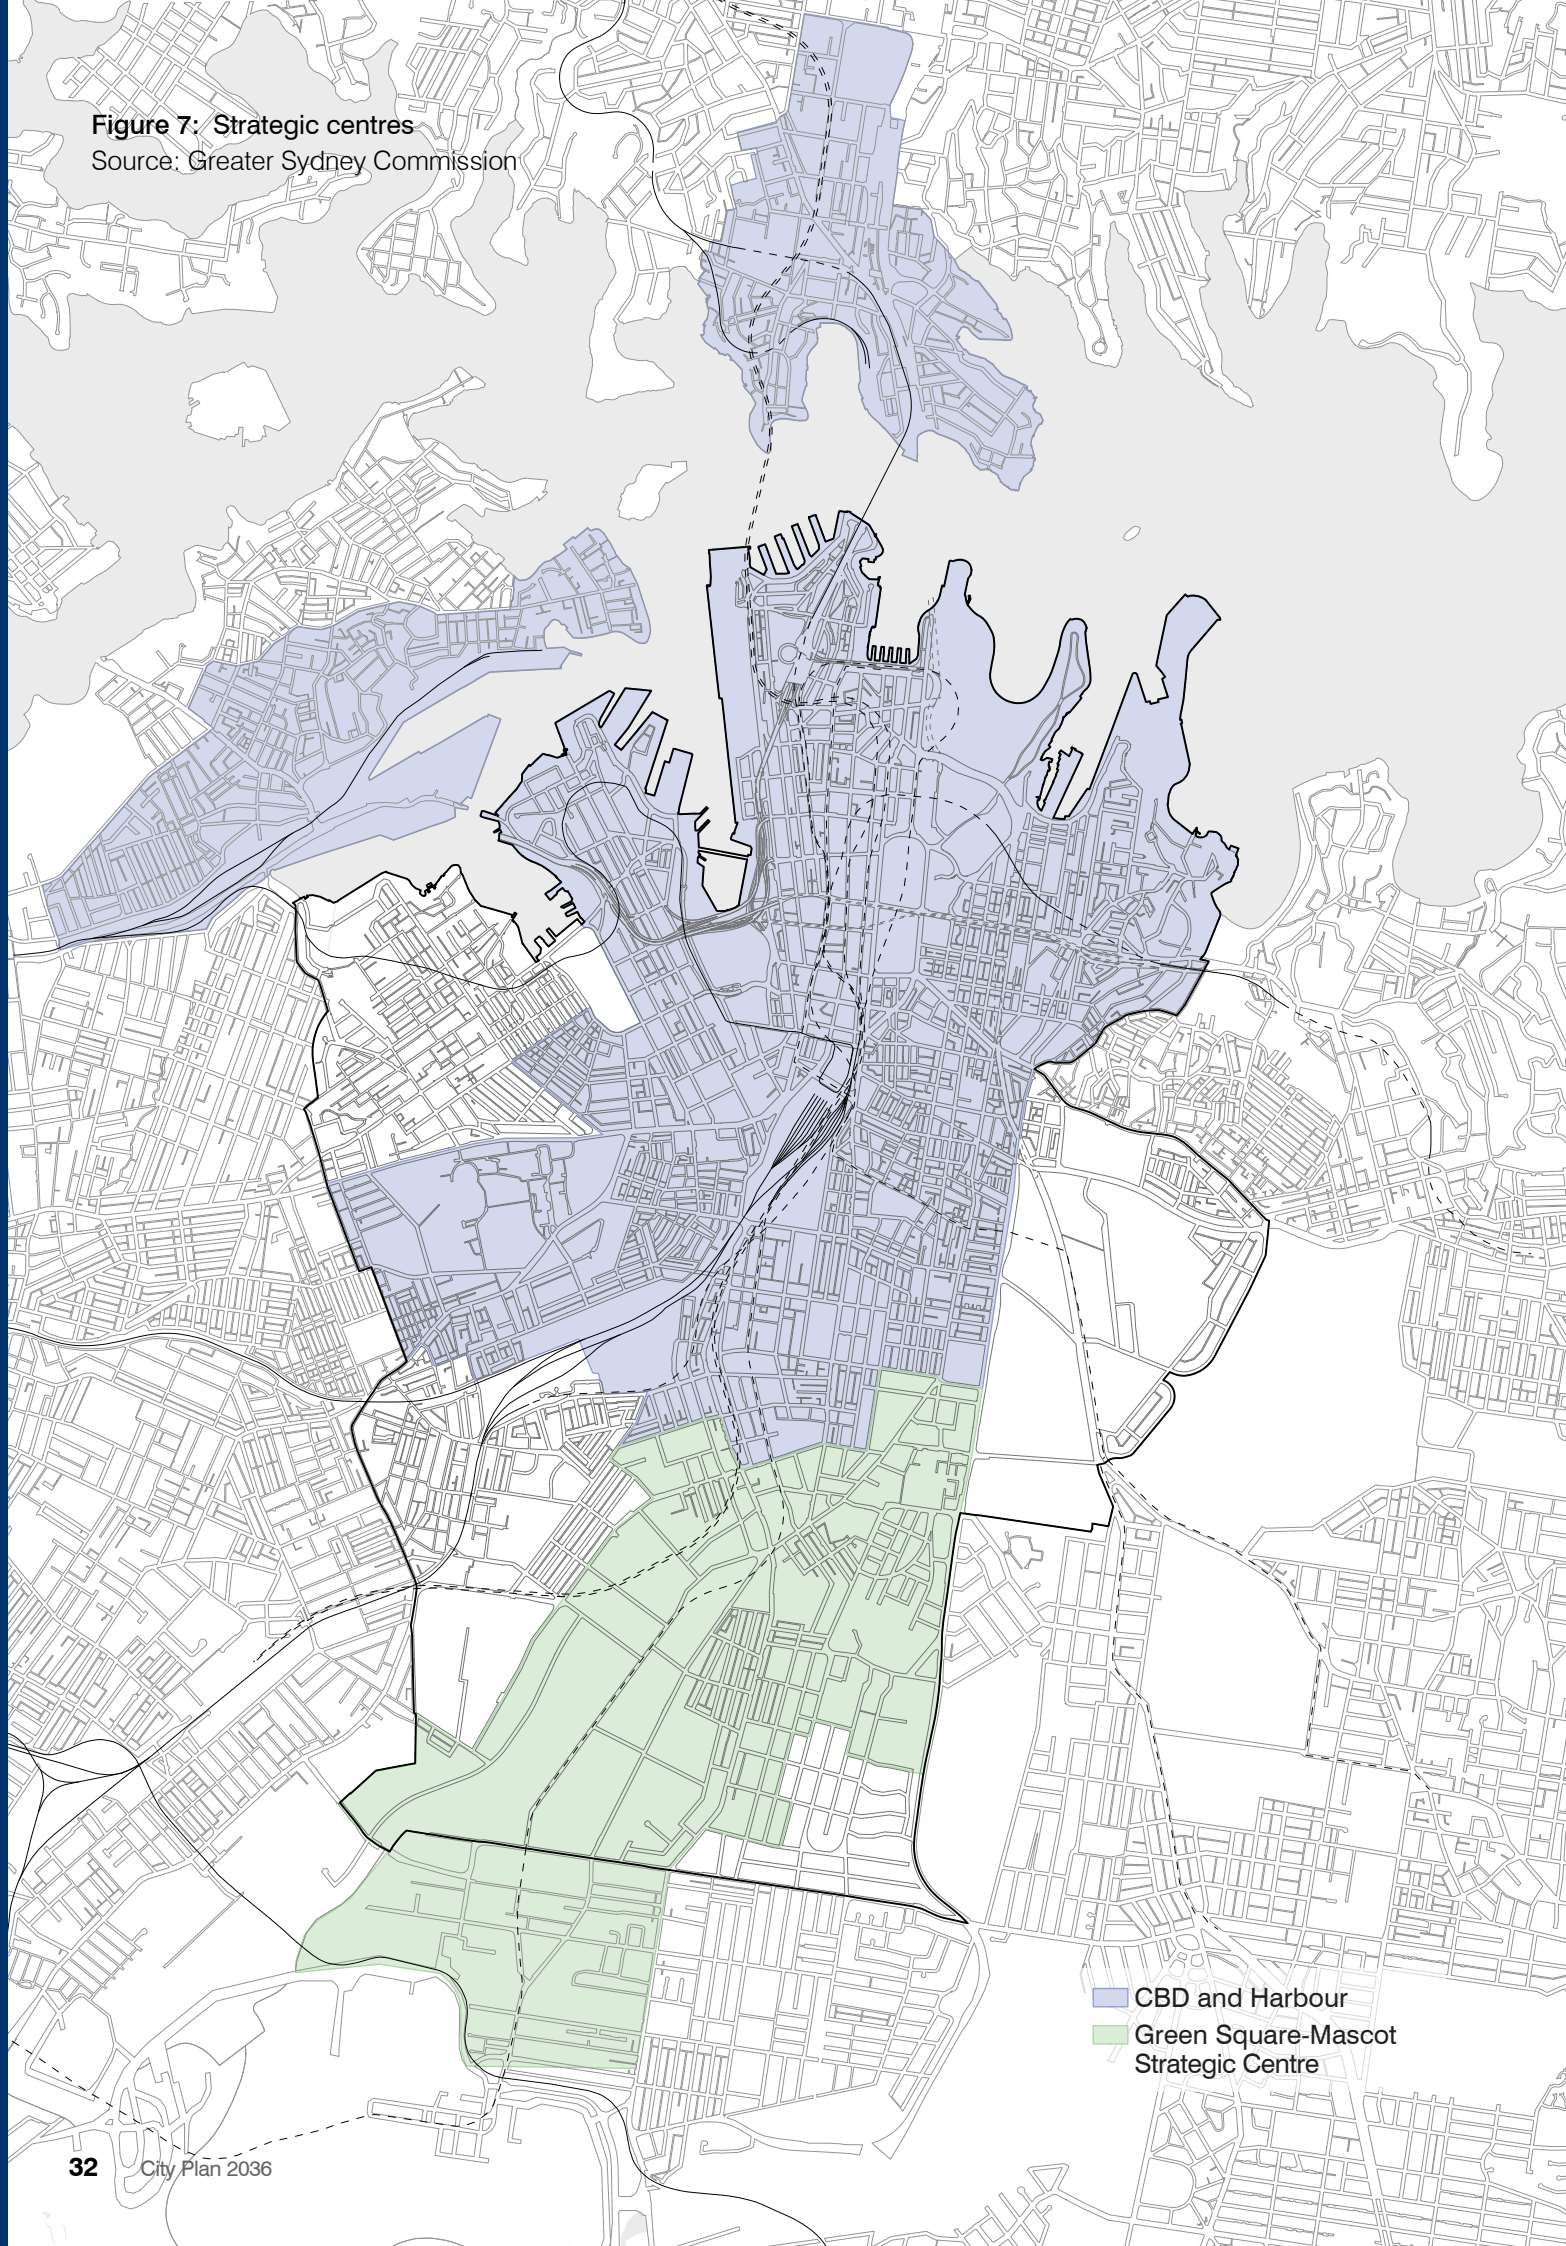 Figure 7: Strategic centres
Source: Greater Sydney Commission
CBD and Harbour
Green Square-Mascot
Strategic Centre
32 City Plan 2036